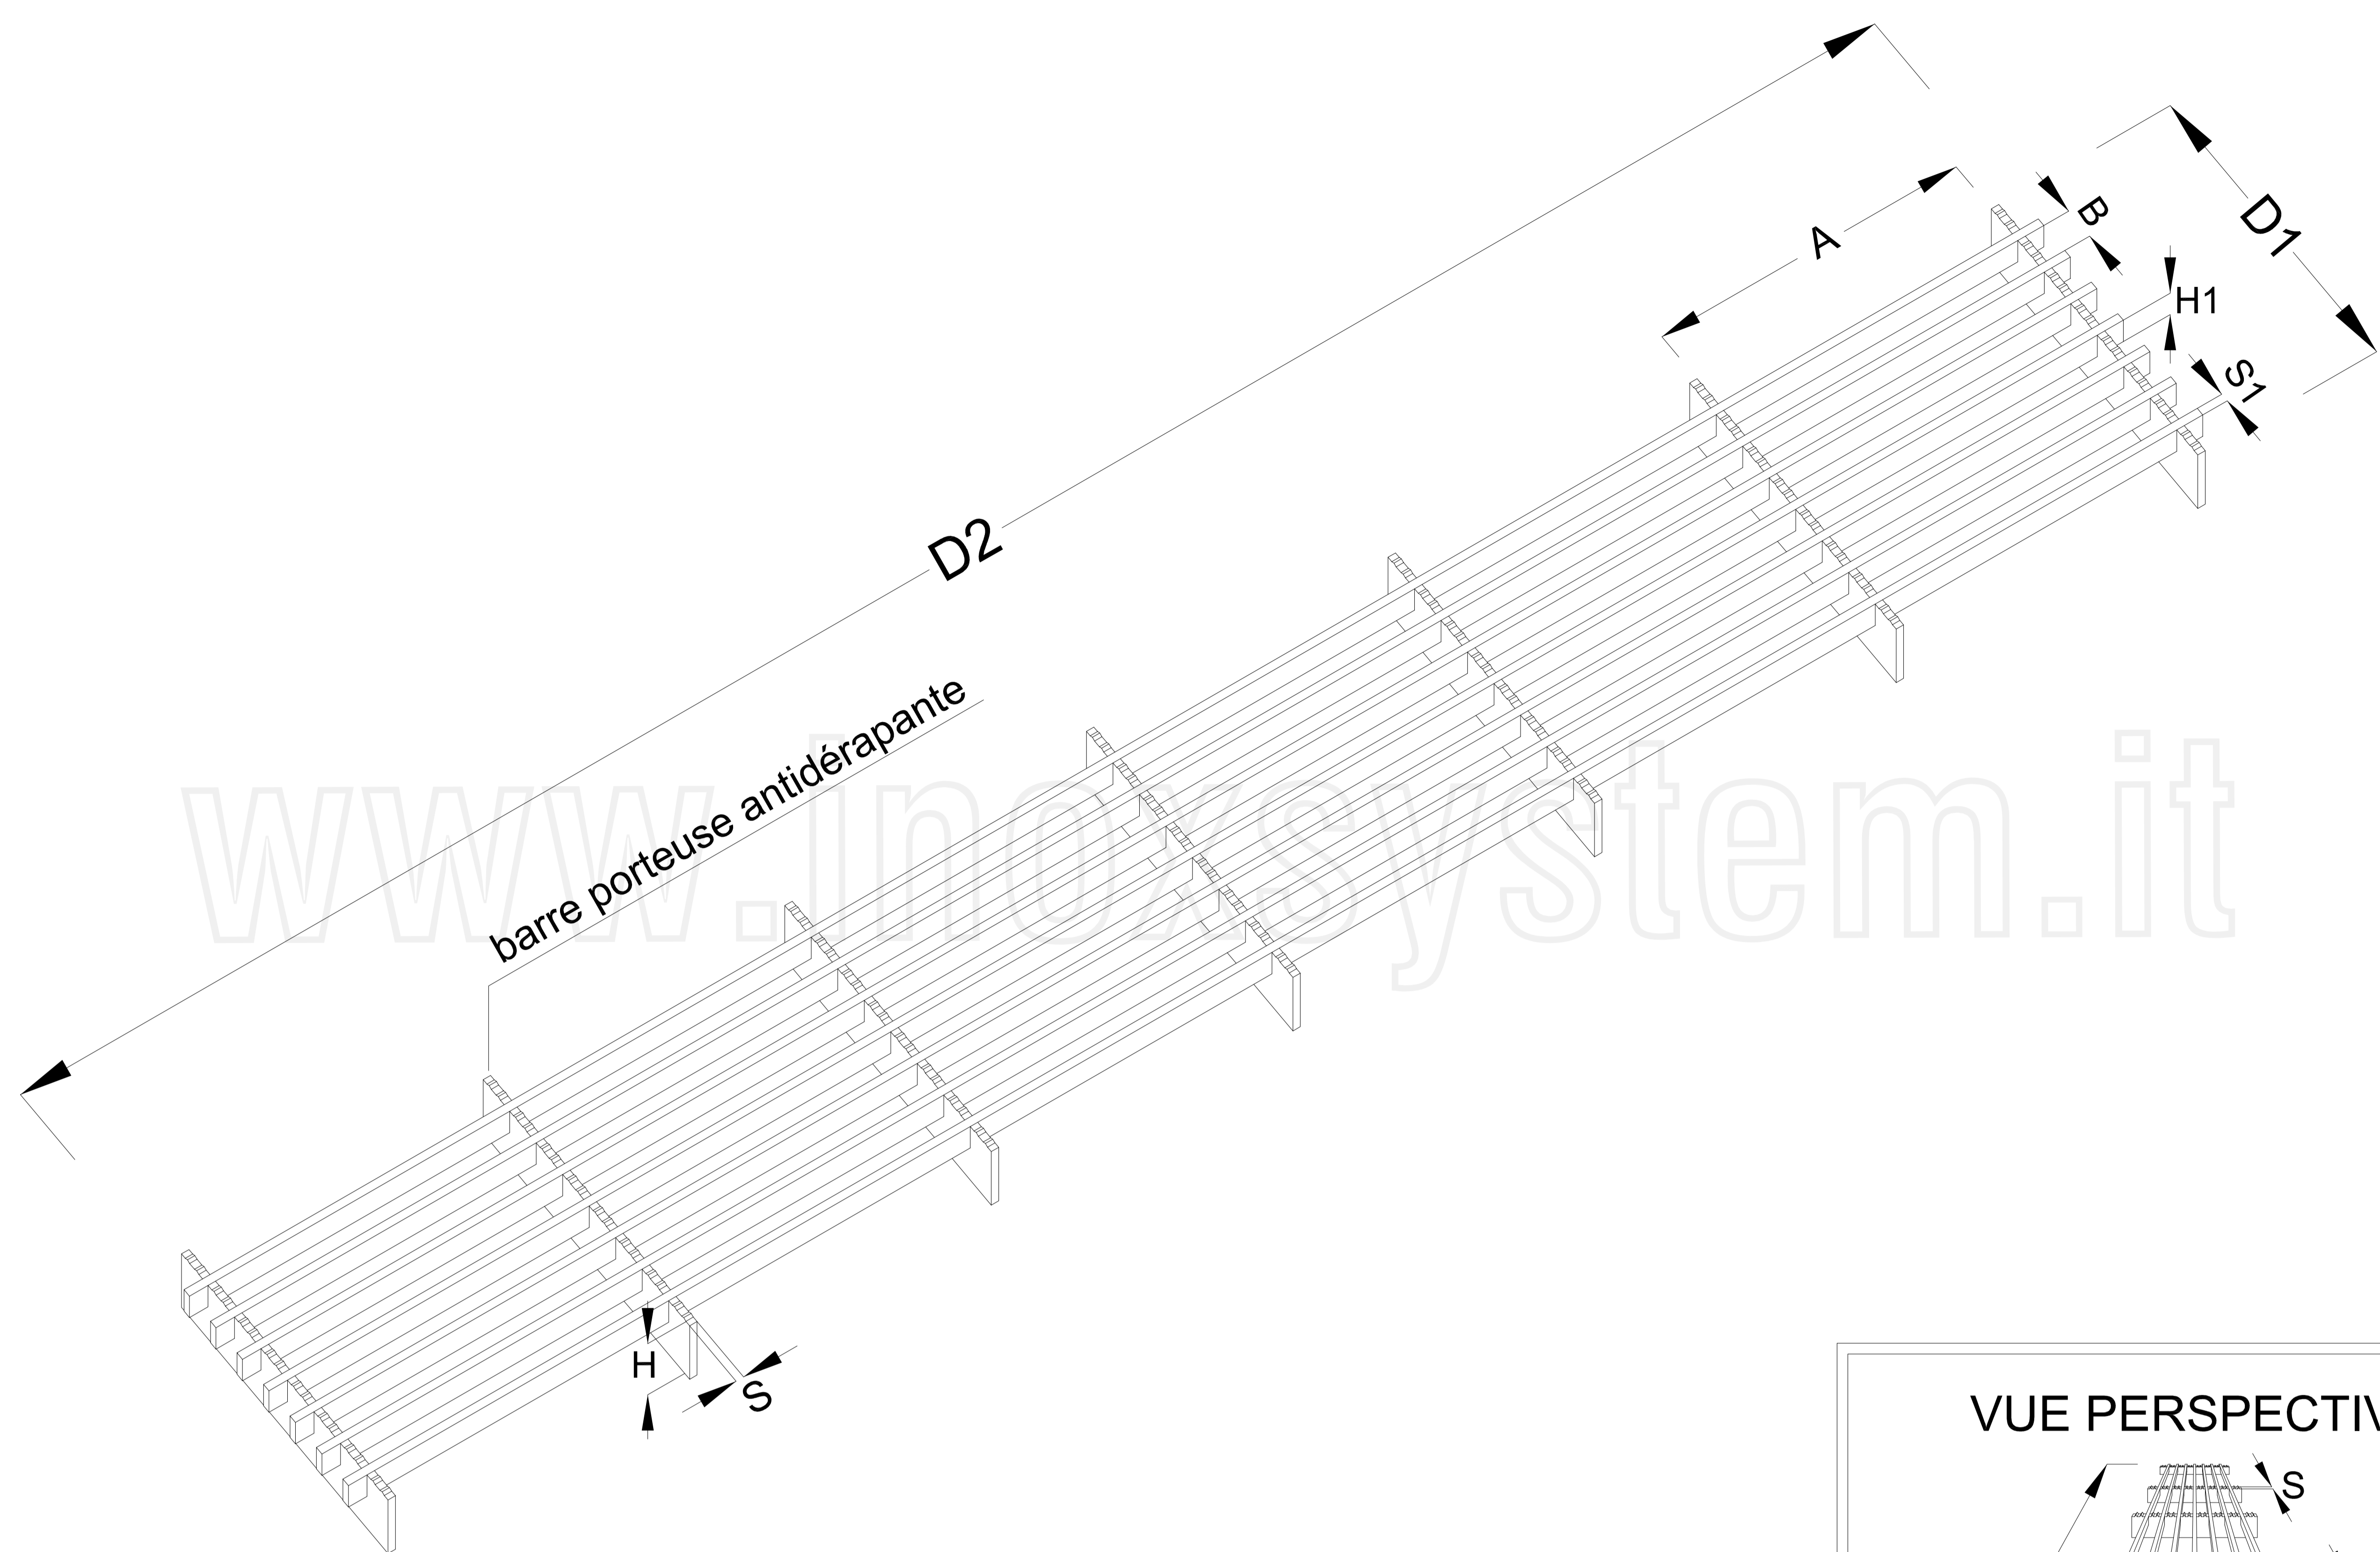 D1
A
B
H1
S1
D2
barre porteuse antidérapante
www.inoxsystem.it
H
S
VUE PERSPECTIV
S